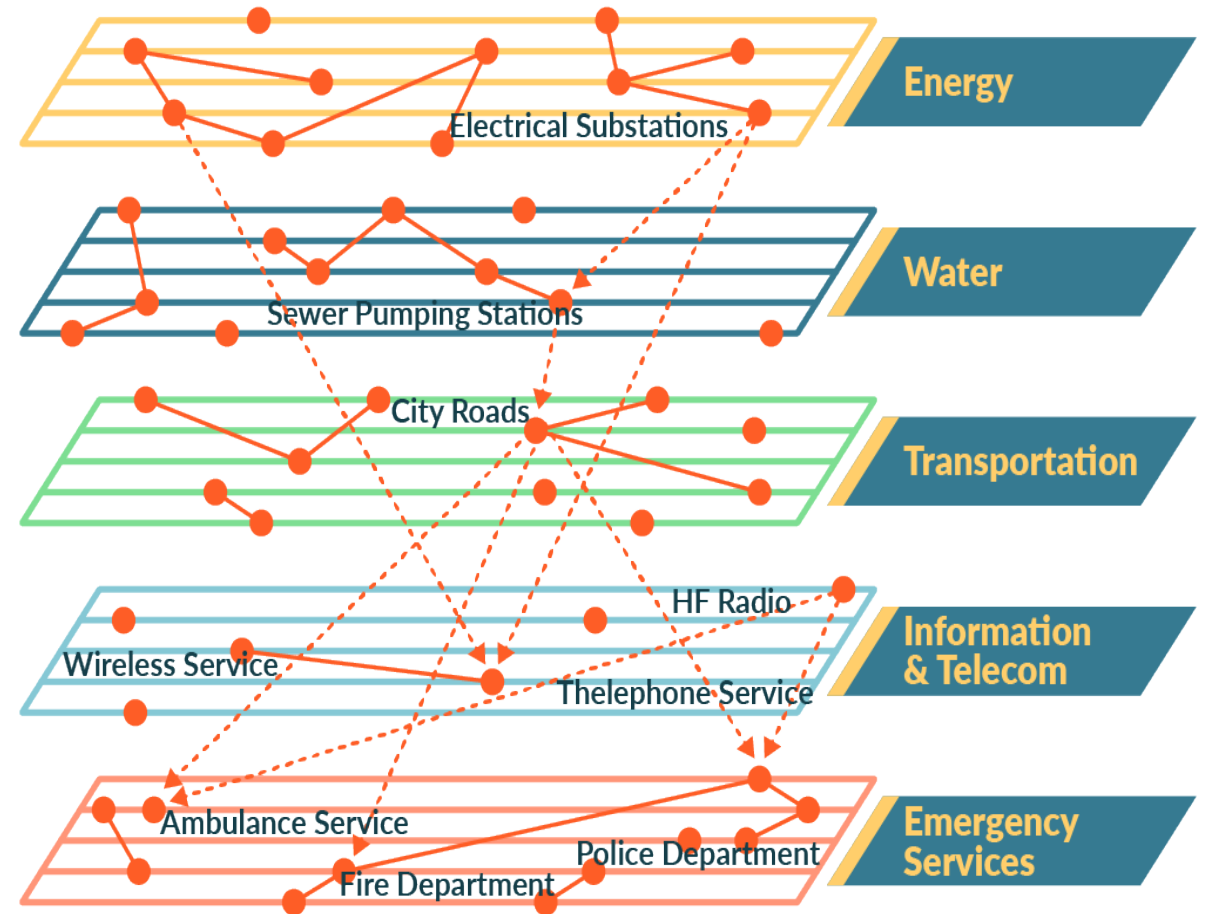 Energy
Electrical Substations
Water
Sewer Pumping Stations
City Roads
Transportation
HF Radio
Information
& Telecom
Wireless Service
Thelephone Service
Ambulance Service
Emergency
Services
Police Department
Fire Department